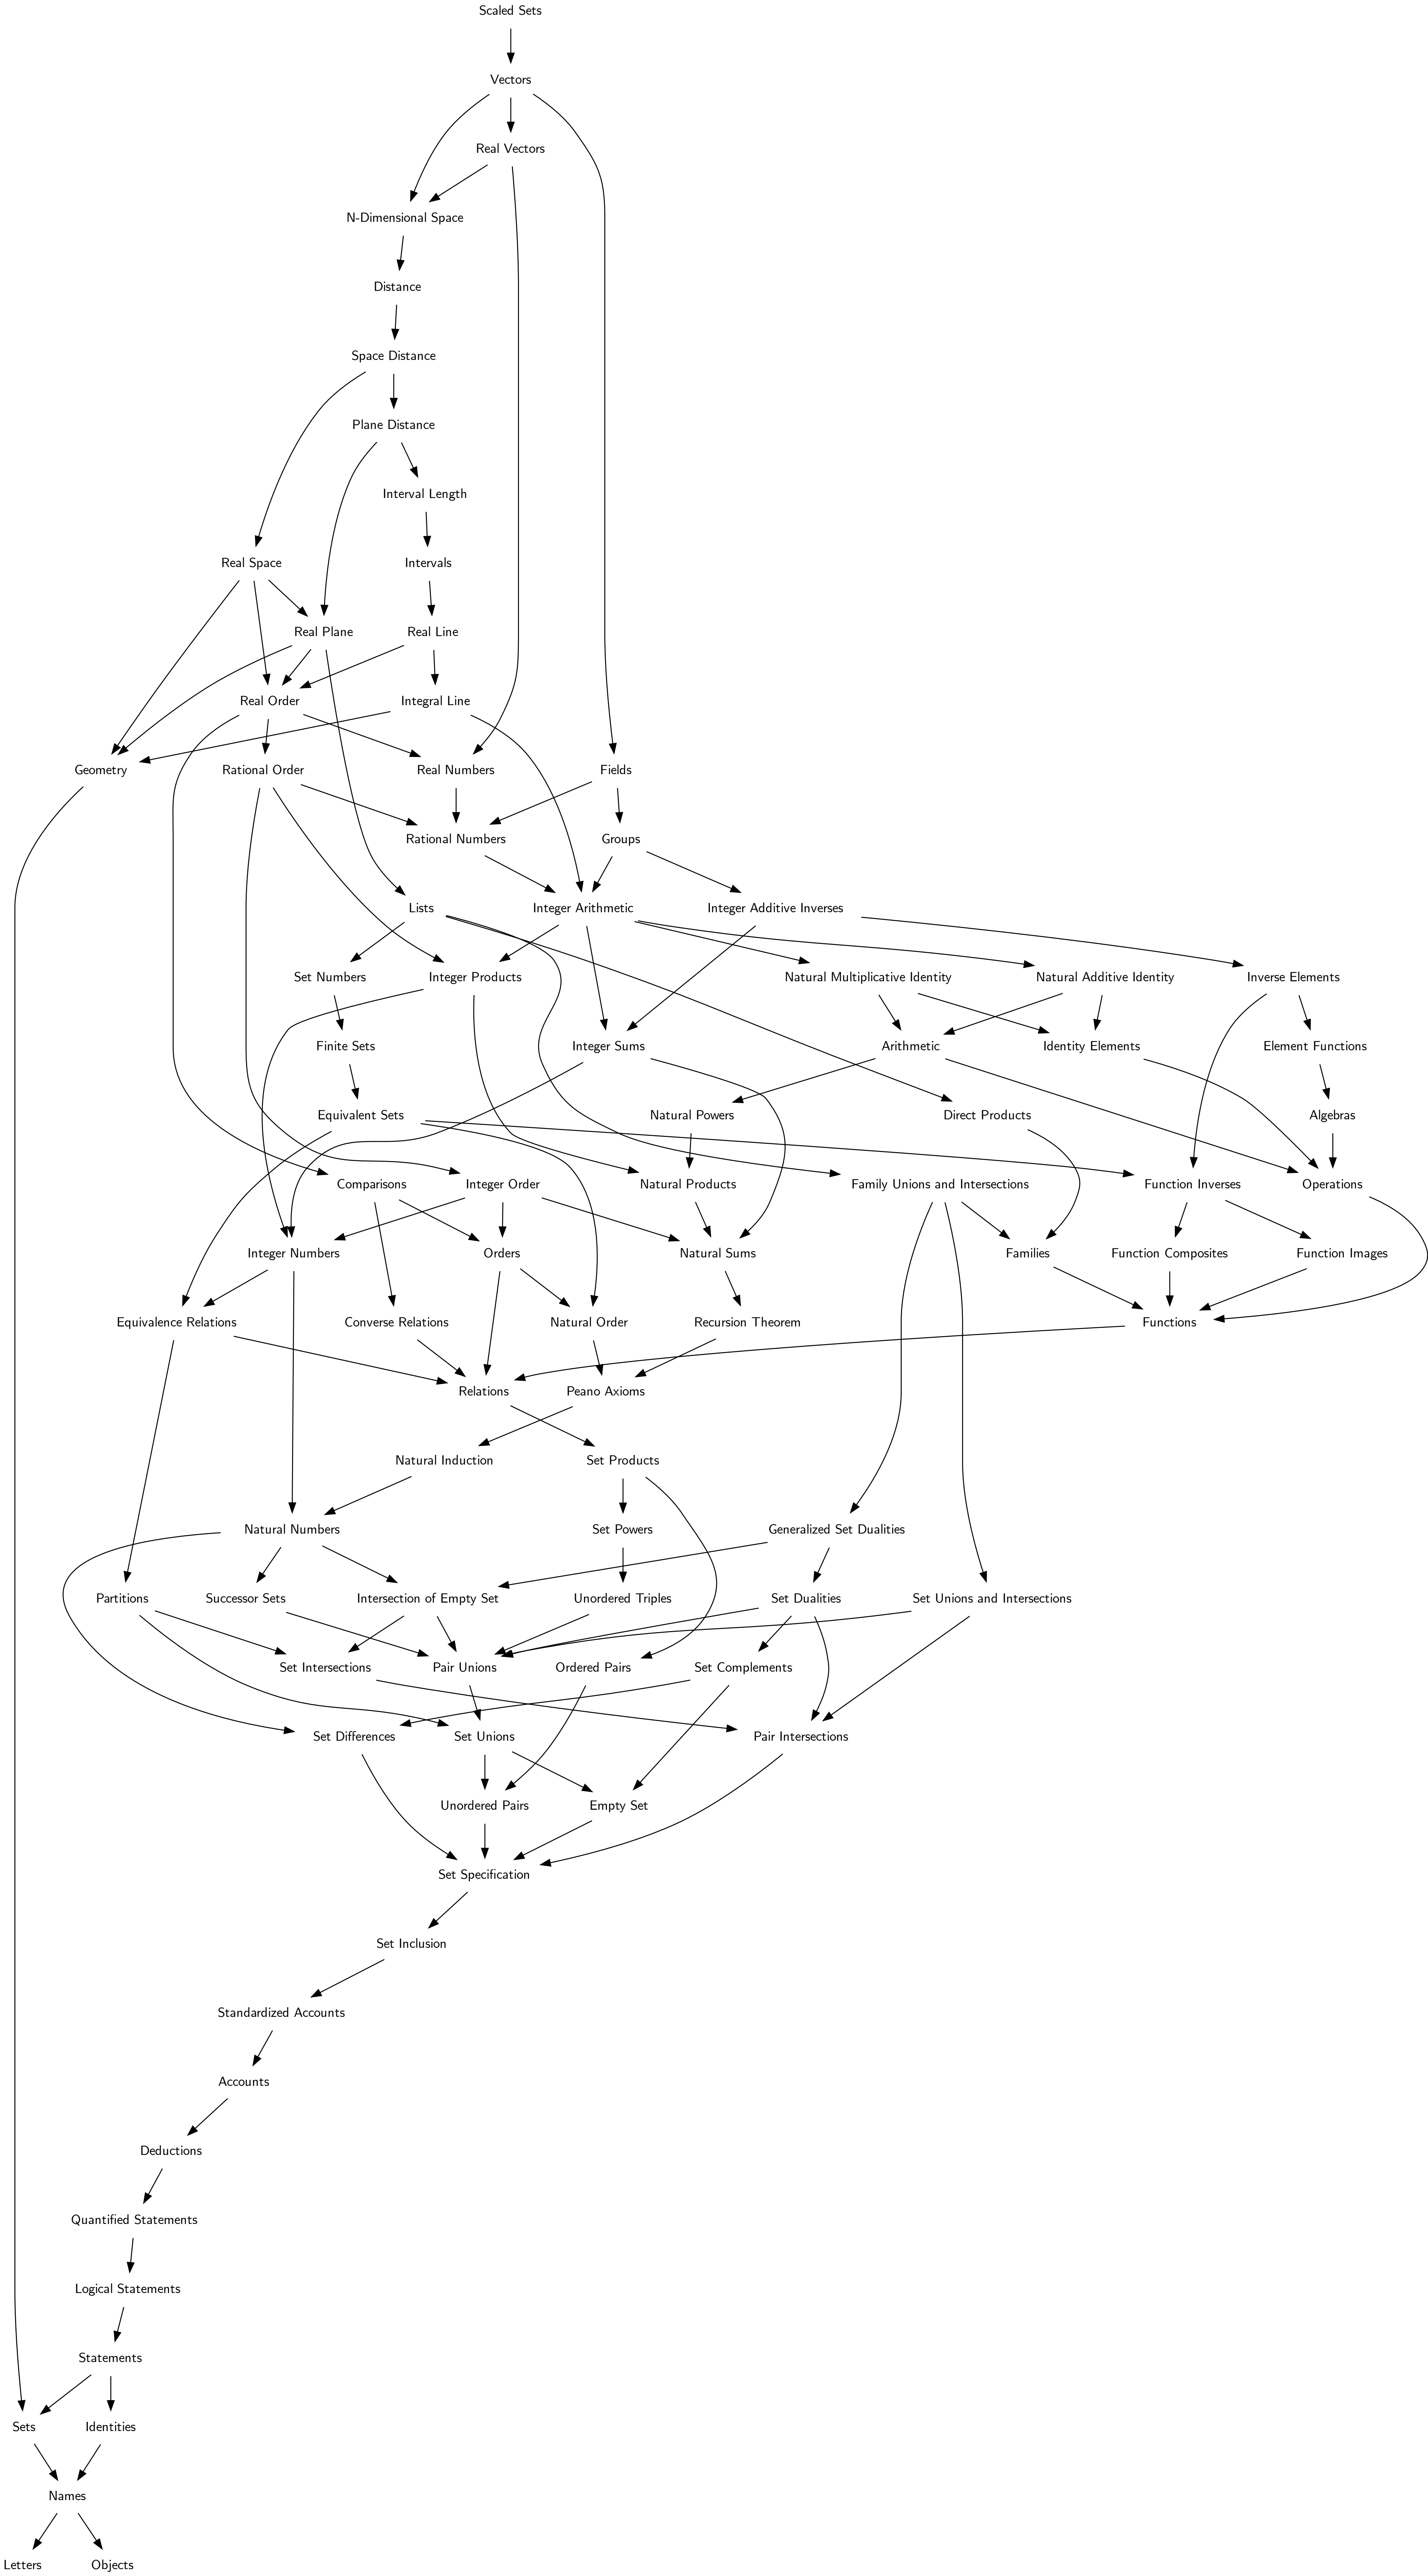 Scaled Sets
Vectors
Real Vectors
N-Dimensional Space
Distance
Space Distance
Plane Distance
Interval Length
Real Space
Intervals
Real Plane
Real Line
Real Order
Integral Line
Geometry
Rational Order
Real Numbers
Fields
Rational Numbers
Groups
Lists
Integer Arithmetic
Integer Additive Inverses
Set Numbers
Integer Products
Natural Multiplicative Identity
Natural Additive Identity
Inverse Elements
Finite Sets
Integer Sums
Arithmetic
Identity Elements
Element Functions
Equivalent Sets
Natural Powers
Direct Products
Algebras
Comparisons
Integer Order
Natural Products
Family Unions and Intersections
Function Inverses
Operations
Integer Numbers
Orders
Natural Sums
Families
Function Composites
Function Images
Equivalence Relations
Converse Relations
Natural Order
Recursion Theorem
Functions
Relations
Peano Axioms
Natural Induction
Set Products
Natural Numbers
Set Powers
Generalized Set Dualities
Partitions
Successor Sets
Intersection of Empty Set
Unordered Triples
Set Dualities
Set Unions and Intersections
Set Intersections
Pair Unions
Ordered Pairs
Set Complements
Set Differences
Set Unions
Pair Intersections
Unordered Pairs
Empty Set
Set Specification
Set Inclusion
Standardized Accounts
Accounts
Deductions
Quantified Statements
Logical Statements
Statements
Sets
Identities
Names
Letters
Objects